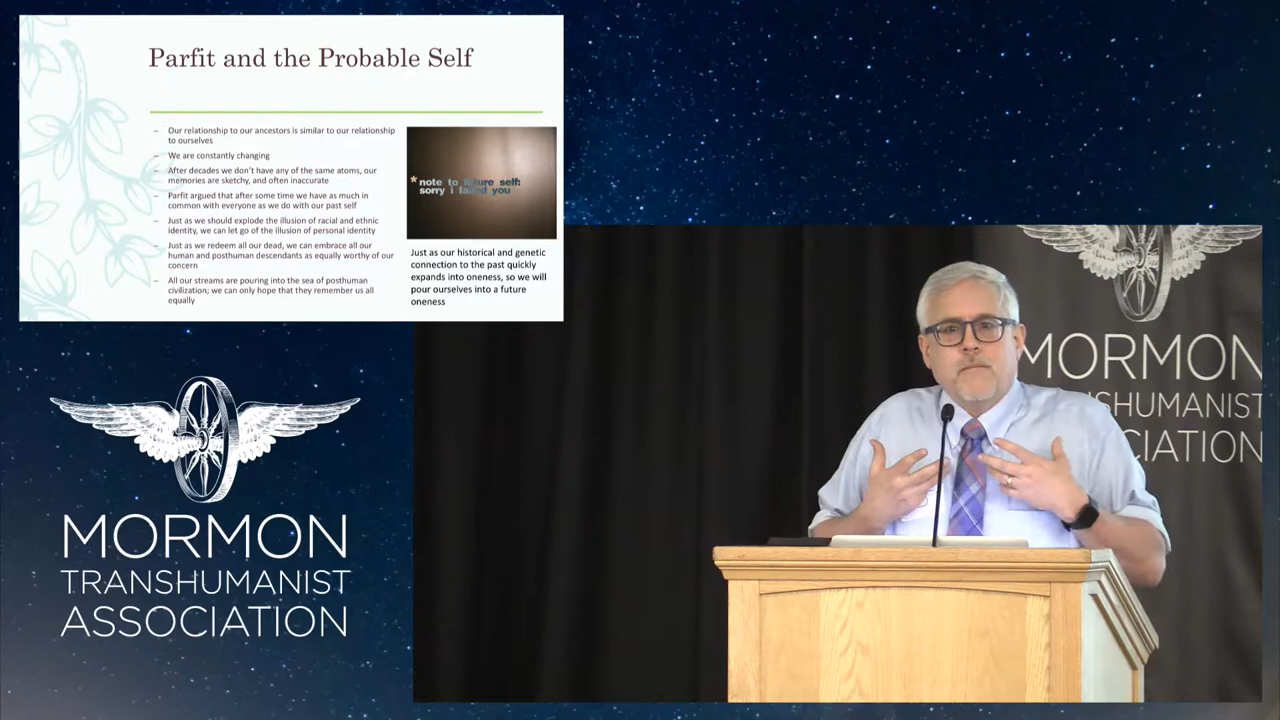 Parfit and the Probable Self
– Our relationship to our ancestors is similar to our relationship
to ourselves
– We are constantly changing
– After decades we don't have any of the same atoms, our
memories are sketchy, and often inaccurate
– Parfit argued that after some time we have as much in
common with everyone as we do with our past self
– Just as we should explode the illusion of racial and ethnic
identity, we can let go of the illusion of personal identity
– Just as we redeem all our dead, we can embrace all our
human and posthuman descendants as equally worthy of our
concern
– All our streams are pouring into the sea of posthuman
civilization; we can only hope that they remember us all
equally
*note to future self:
sorry i failed you
Just as our historical and genetic
connection to the past quickly
expands into oneness, so we will
pour ourselves into a future
oneness
MORMON
TRANSHUMANIST
ASSOCIATION
MORMON
SHUMANIST
CIATION